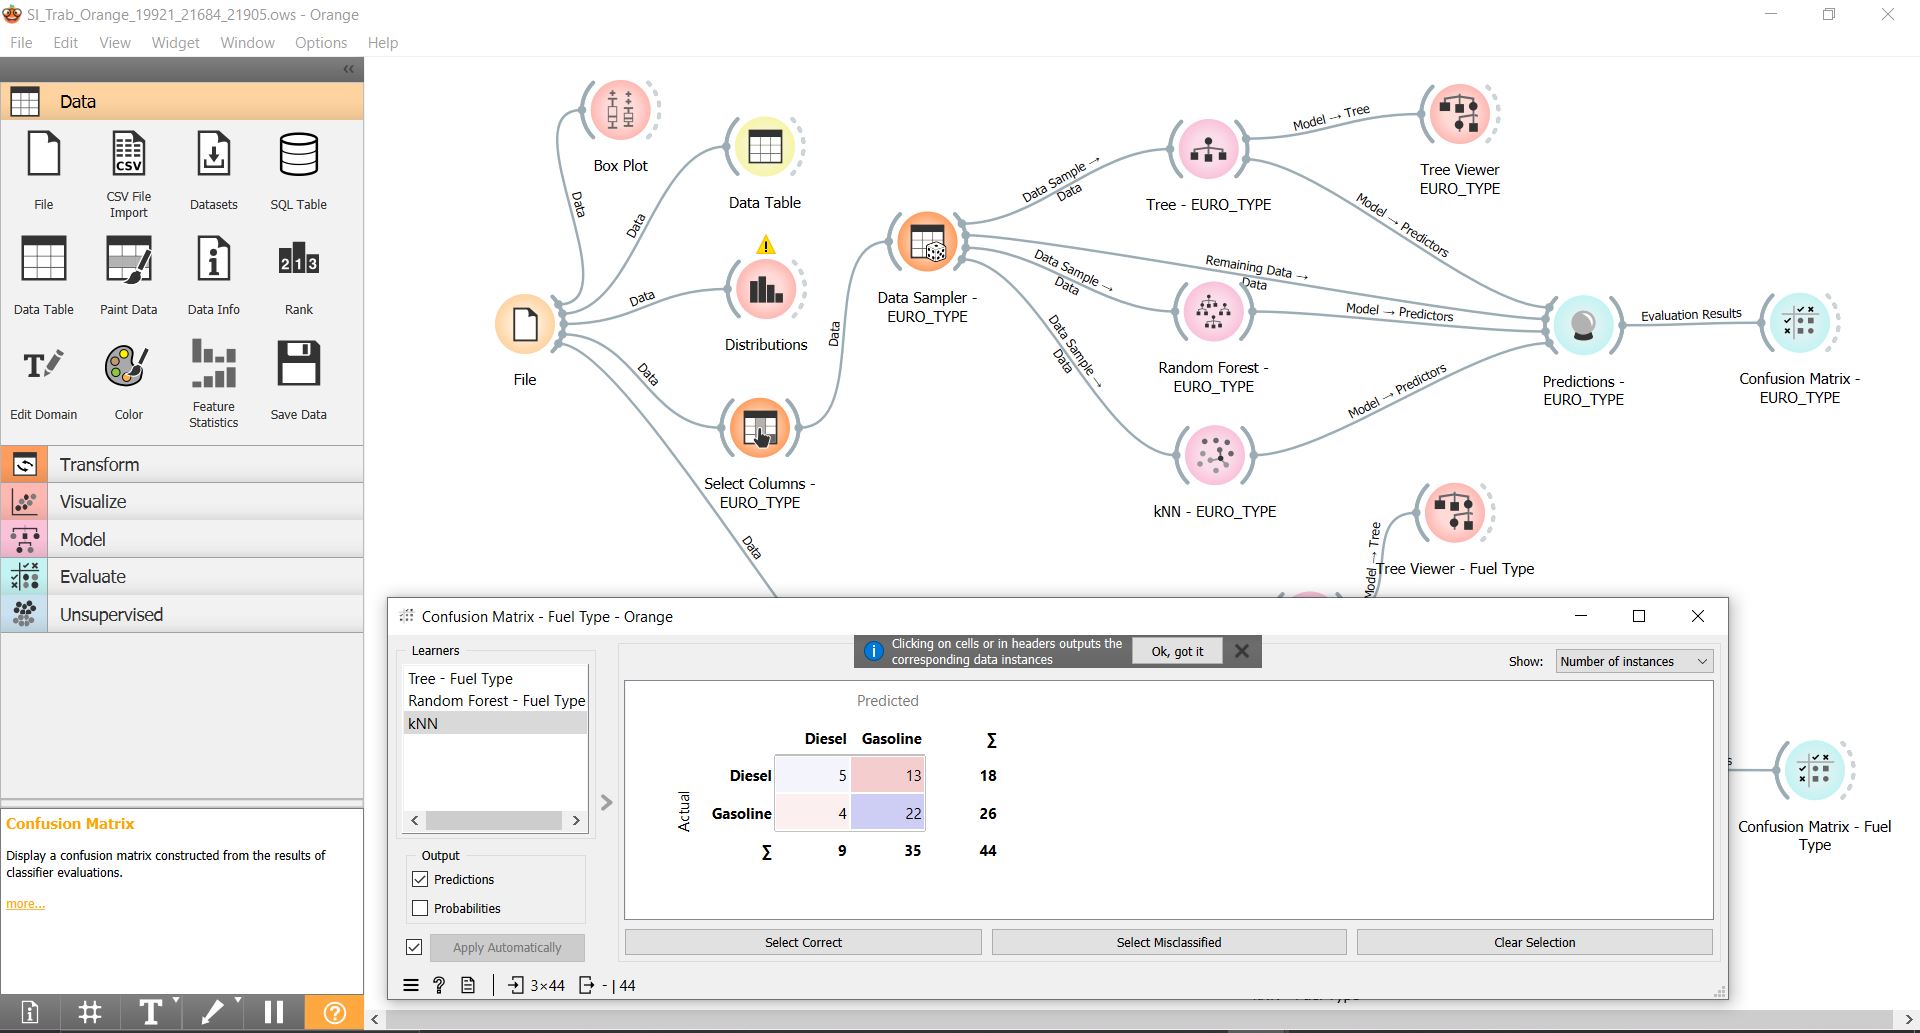 SI_Trab_Orange_19921_21684_21905.ows - Orange
File Edit View Widget Window Options Help
Data
File
CSV
CSV File
Import
Datasets
SQL Table
Data Table
Paint Data
Data Info
2 1 3
Rank
Edit Domain
Color
Feature
Statistics
Save Data
Transform
Visualize
Model
Evaluate
Unsupervised
Confusion Matrix
Display a confusion matrix constructed from the results of
classifier evaluations.
more...
Box Plot
Data
Data Table
Data
Distributions
Data
File
Data
Select Columns -
EURO_TYPE
Data
Data
Data Sampler -
EURO_TYPE
Data Sample →
Data
Tree - EURO_TYPE
Model → Tree
Tree Viewer
EURO_TYPE
Model → Predictors
Remaining Data →
Data
Data Sample →
Data
Random Forest -
EURO_TYPE
Model → Predictors
Data Sample →
Data
kNN - EURO_TYPE
Model → Predictors
Predictions -
EURO_TYPE
Evaluation Results
Confusion Matrix -
EURO_TYPE
Model → Tree
Tree Viewer - Fuel Type
Confusion Matrix - Fuel
Type
Confusion Matrix - Fuel Type - Orange
Learners
Tree - Fuel Type
Random Forest - Fuel Type
kNN
Output
Predictions
Probabilities
Apply Automatically
Clicking on cells or in headers outputs the
corresponding data instances
Ok, got it
Show: Number of instances
Predicted
Diesel Gasoline Σ
Actual
Diesel 5 13 18
Gasoline 4 22 26
Σ 9 35 44
Select Correct
Select Misclassified
Clear Selection
3×44
- | 44